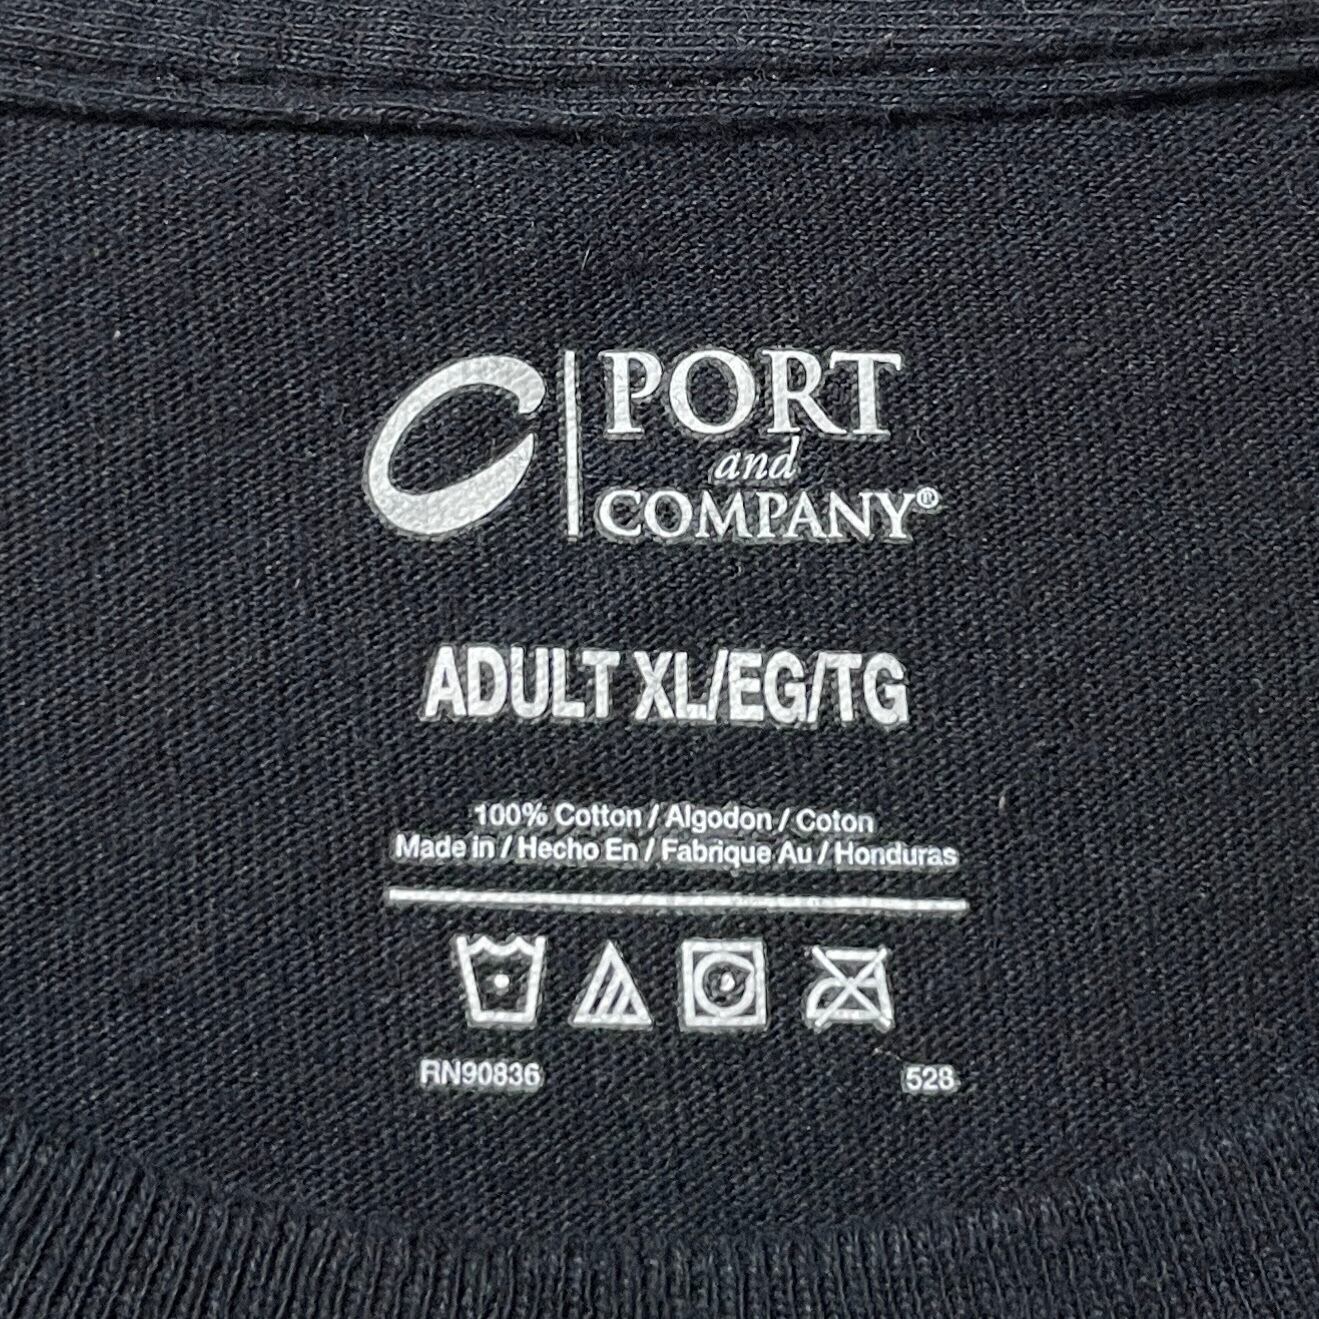 PORT
and
COMPANY®
ADULT XL/EG/TG
100% Cotton / Algodon / Coton
Made in / Hecho En / Fabrique Au / Honduras
RN90836 528